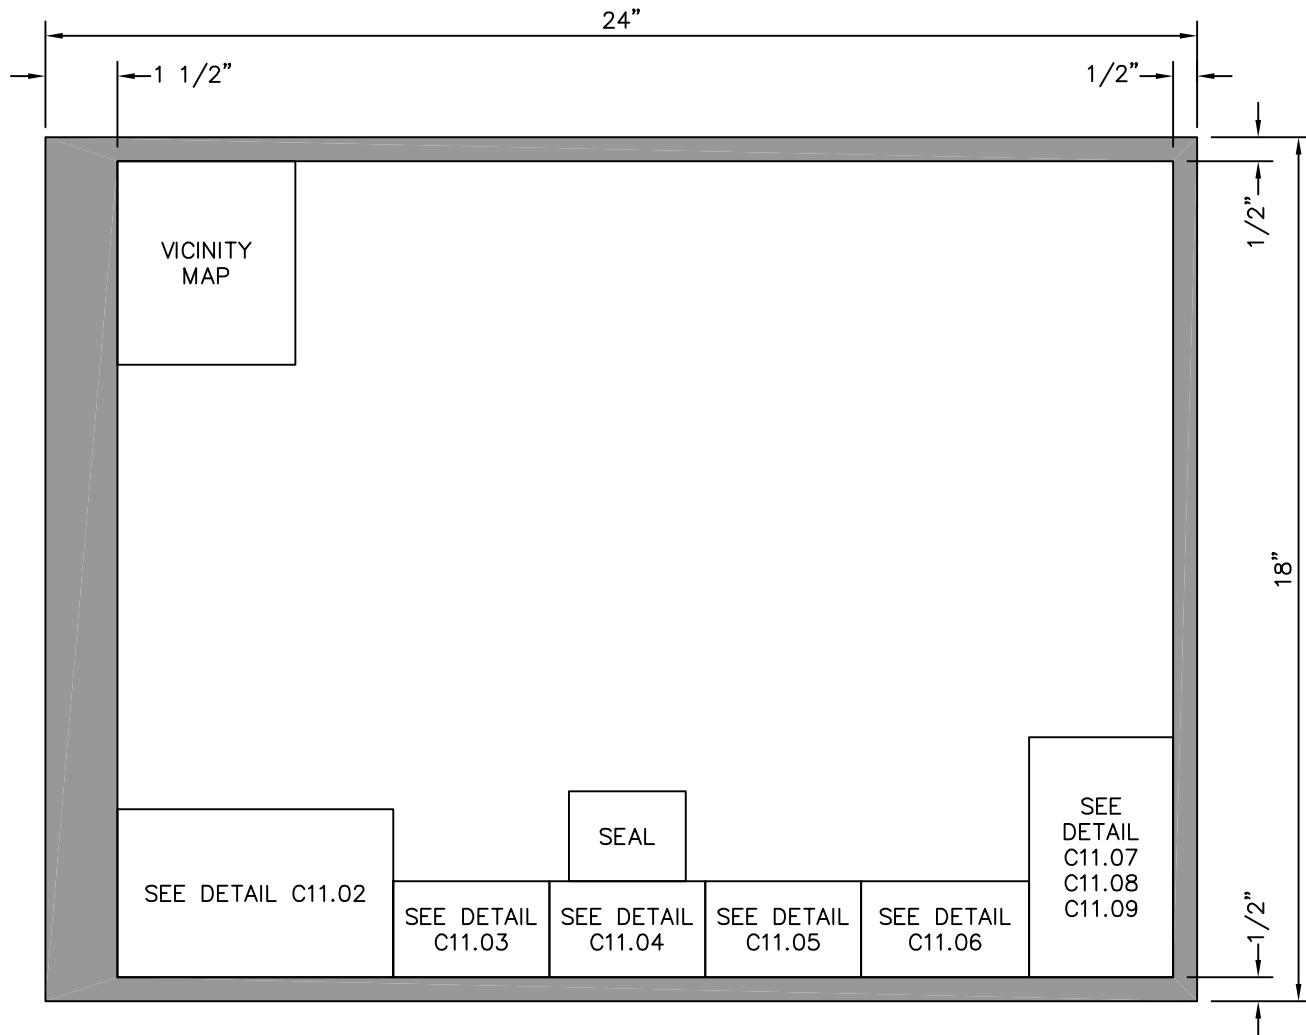 24”
1 1/2”
1/2”
1/2”
VICINITY
MAP
18”
SEE
DETAIL
C11.07
C11.08
C11.09
SEAL
SEE DETAIL C11.02
SEE DETAIL
C11.03
SEE DETAIL
C11.04
SEE DETAIL
C11.05
SEE DETAIL
C11.06
1/2”